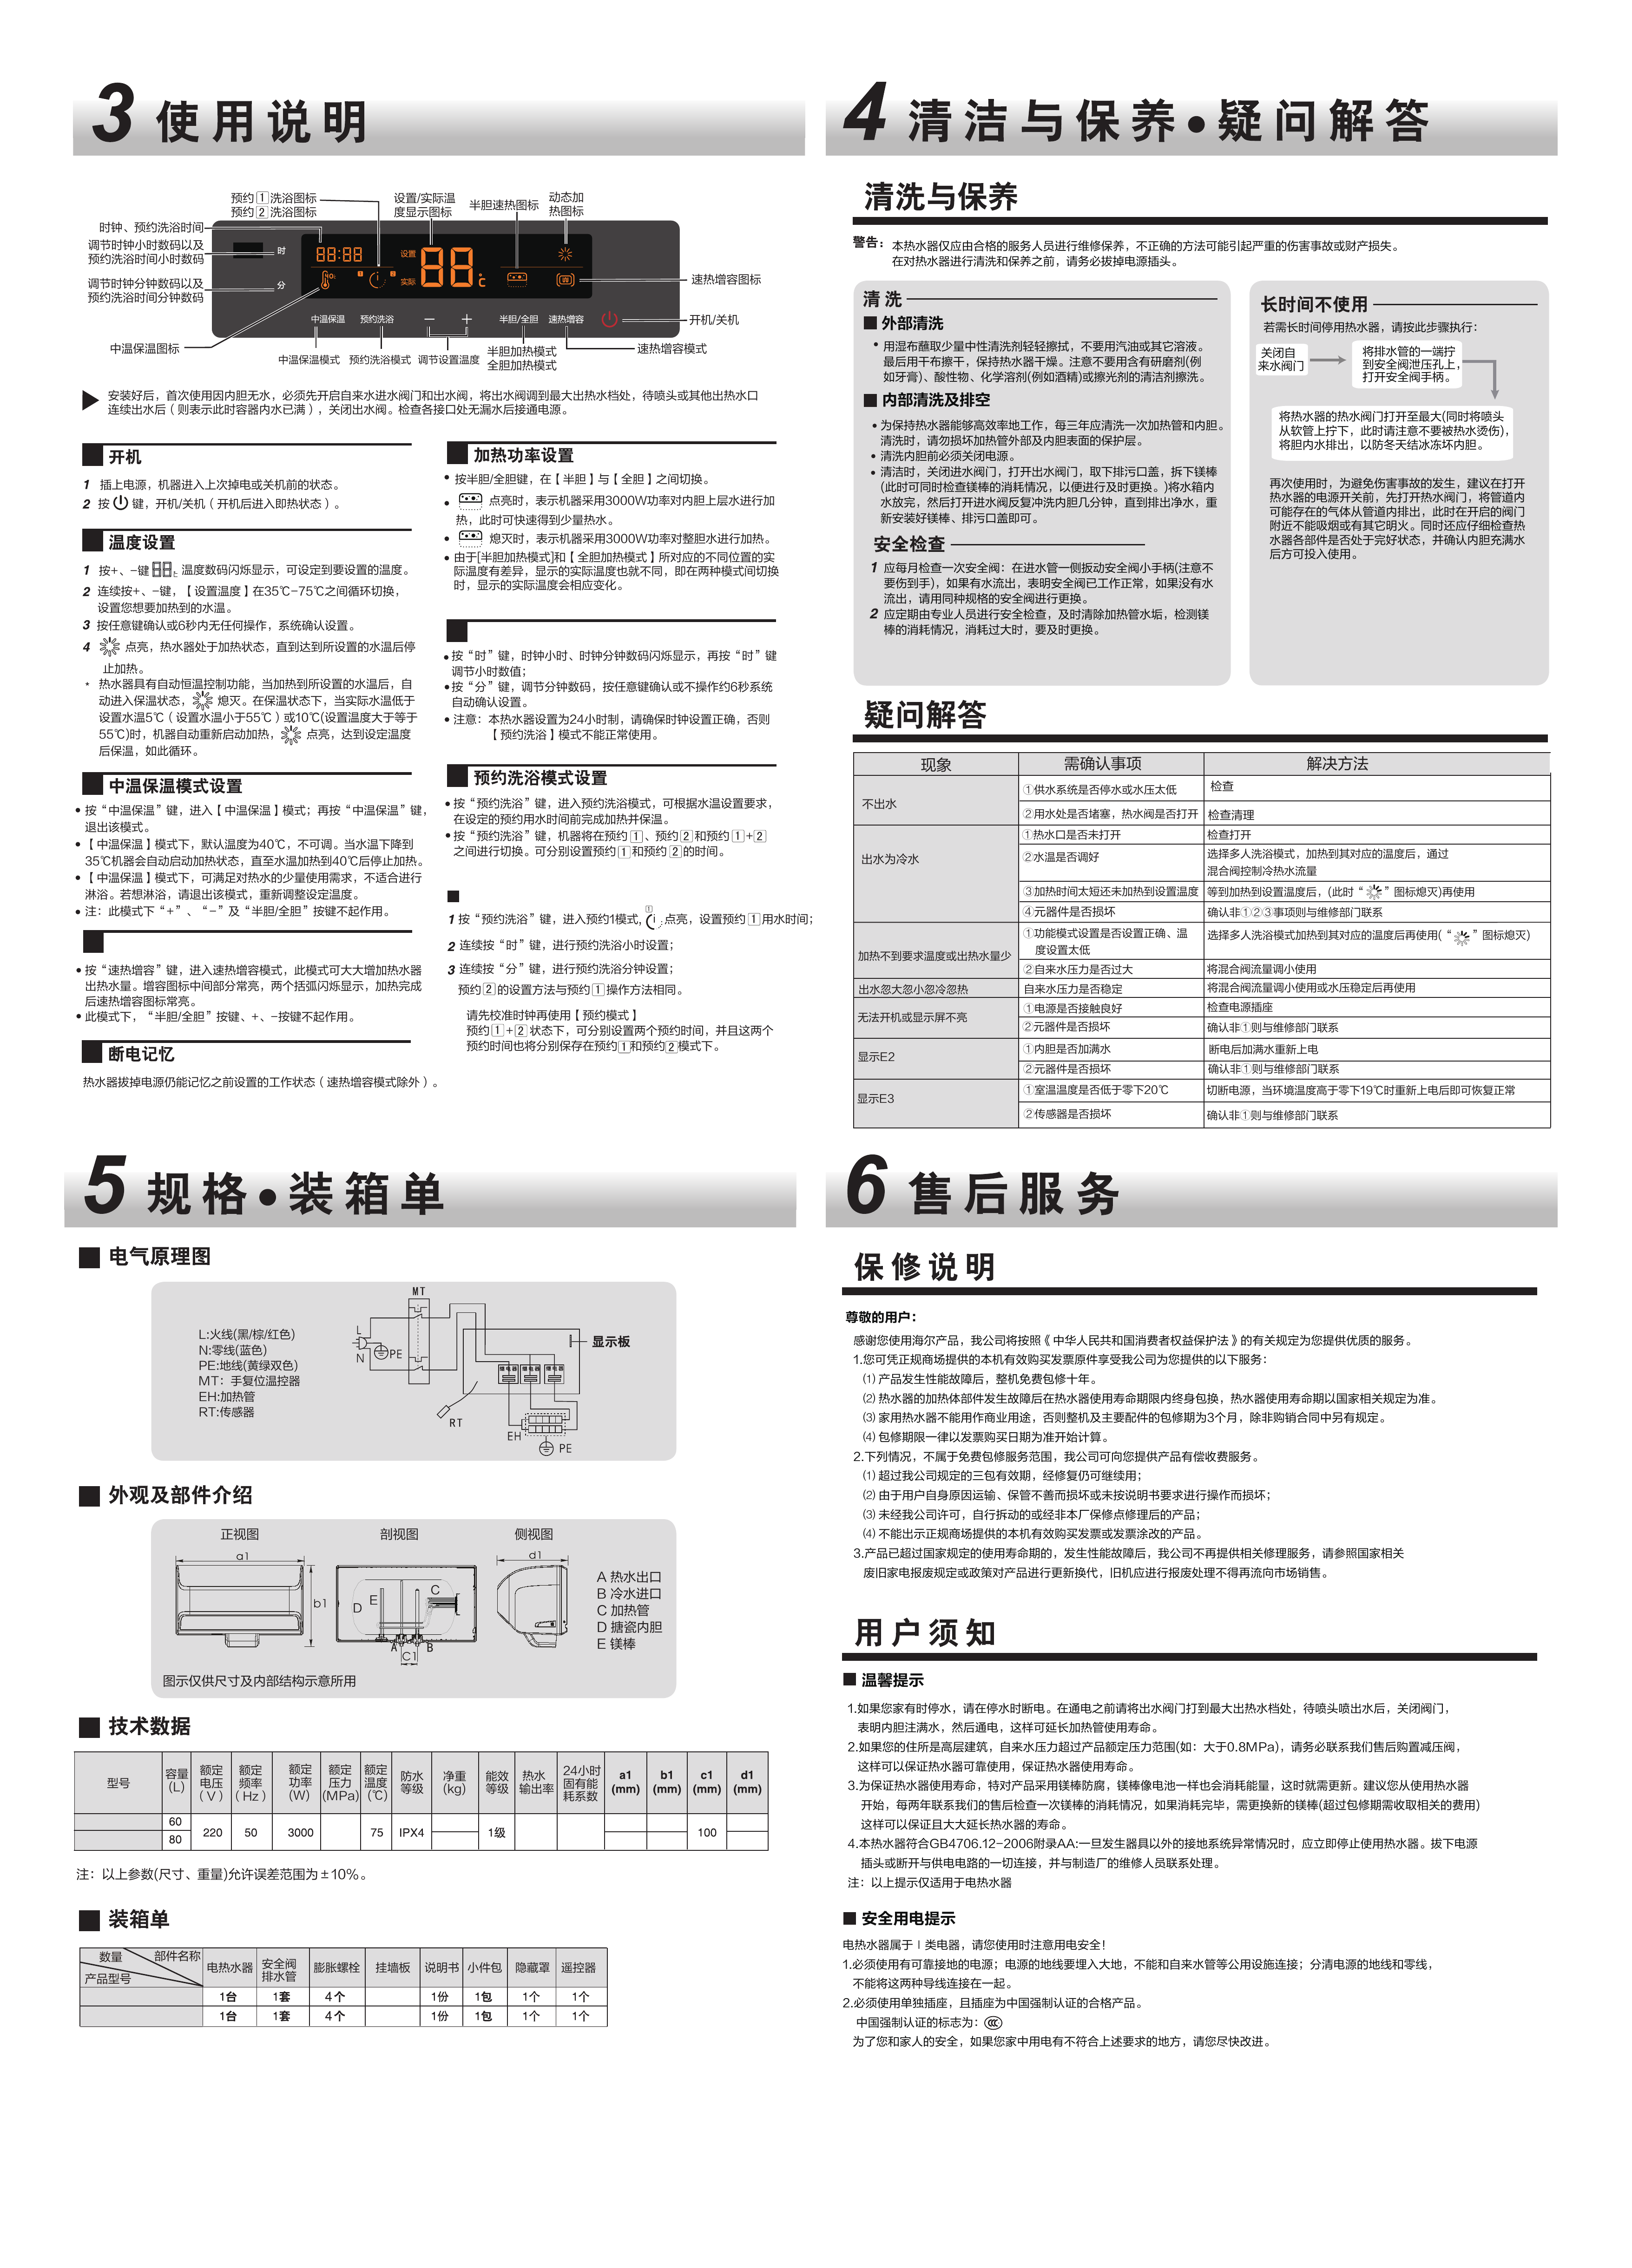 3 使用说明
预约1洗浴图标
预约2洗浴图标
设置/实际温
度显示图标
半胆速热图标
动态加
热图标
时钟、预约洗浴时间
调节时钟小时数码以及
预约洗浴时间小时数码
调节时钟分钟数码以及
预约洗浴时间分钟数码
中温保温图标
时
分
88:88
设置
实际
88℃
1
2
中温保温 预约洗浴 － ＋ 半胆/全胆 速热增容
速热增容图标
开机/关机
速热增容模式
中温保温模式 预约洗浴模式 调节设置温度
半胆加热模式
全胆加热模式
安装好后，首次使用因内胆无水，必须先开启自来水进水阀门和出水阀，将出水阀调到最大出热水档处，待喷头或其他出热水口
连续出水后（则表示此时容器内水已满），关闭出水阀。检查各接口处无漏水后接通电源。
开机
1 插上电源，机器进入上次掉电或关机前的状态。
2 按 键，开机/关机（开机后进入即热状态）。
温度设置
1 按+、-键 88℃ 温度数码闪烁显示，可设定到要设置的温度。
2 连续按+、-键，【设置温度】在35℃-75℃之间循环切换，
设置您想要加热到的水温。
3 按任意键确认或6秒内无任何操作，系统确认设置。
4 点亮，热水器处于加热状态，直到达到所设置的水温后停
止加热。
* 热水器具有自动恒温控制功能，当加热到所设置的水温后，自
动进入保温状态， 熄灭。在保温状态下，当实际水温低于
设置水温5℃（设置水温小于55℃）或10℃(设置温度大于等于
55℃)时，机器自动重新启动加热， 点亮，达到设定温度
后保温，如此循环。
中温保温模式设置
● 按“中温保温”键，进入【中温保温】模式；再按“中温保温”键，
退出该模式。
● 【中温保温】模式下，默认温度为40℃，不可调。当水温下降到
35℃机器会自动启动加热状态，直至水温加热到40℃后停止加热。
● 【中温保温】模式下，可满足对热水的少量使用需求，不适合进行
淋浴。若想淋浴，请退出该模式，重新调整设定温度。
● 注：此模式下“+”、“-”及“半胆/全胆”按键不起作用。
● 按“速热增容”键，进入速热增容模式，此模式可大大增加热水器
出热水量。增容图标中间部分常亮，两个括弧闪烁显示，加热完成
后速热增容图标常亮。
● 此模式下，“半胆/全胆”按键、+、-按键不起作用。
断电记忆
热水器拔掉电源仍能记忆之前设置的工作状态（速热增容模式除外）。
加热功率设置
● 按半胆/全胆键，在【半胆】与【全胆】之间切换。
● 点亮时，表示机器采用3000W功率对内胆上层水进行加
热，此时可快速得到少量热水。
● 熄灭时，表示机器采用3000W功率对整胆水进行加热。
● 由于[半胆加热模式]和【全胆加热模式】所对应的不同位置的实
际温度有差异，显示的实际温度也就不同，即在两种模式间切换
时，显示的实际温度会相应变化。
● 按“时”键，时钟小时、时钟分钟数码闪烁显示，再按“时”键
调节小时数值；
● 按“分”键，调节分钟数码，按任意键确认或不操作约6秒系统
自动确认设置。
● 注意：本热水器设置为24小时制，请确保时钟设置正确，否则
【预约洗浴】模式不能正常使用。
预约洗浴模式设置
● 按“预约洗浴”键，进入预约洗浴模式，可根据水温设置要求，
在设定的预约用水时间前完成加热并保温。
● 按“预约洗浴”键，机器将在预约1、预约2和预约1+2
之间进行切换。可分别设置预约1和预约2的时间。
1 按“预约洗浴”键，进入预约1模式, 点亮，设置预约1用水时间；
2 连续按“时”键，进行预约洗浴小时设置；
3 连续按“分”键，进行预约洗浴分钟设置；
预约2的设置方法与预约1操作方法相同。
请先校准时钟再使用【预约模式】
预约1+2状态下，可分别设置两个预约时间，并且这两个
预约时间也将分别保存在预约1和预约2模式下。
4 清洁与保养•疑问解答
清洗与保养
警告：本热水器仅应由合格的服务人员进行维修保养，不正确的方法可能引起严重的伤害事故或财产损失。
在对热水器进行清洗和保养之前，请务必拔掉电源插头。
清洗
外部清洗
● 用湿布蘸取少量中性清洗剂轻轻擦拭，不要用汽油或其它溶液。
最后用干布擦干，保持热水器干燥。注意不要用含有研磨剂(例
如牙膏)、酸性物、化学溶剂(例如酒精)或擦光剂的清洁剂擦洗。
内部清洗及排空
● 为保持热水器能够高效率地工作，每三年应清洗一次加热管和内胆。
清洗时，请勿损坏加热管外部及内胆表面的保护层。
● 清洗内胆前必须关闭电源。
● 清洁时，关闭进水阀门，打开出水阀门，取下排污口盖，拆下镁棒
(此时可同时检查镁棒的消耗情况，以便进行及时更换。)将水箱内
水放完，然后打开进水阀反复冲洗内胆几分钟，直到排出净水，重
新安装好镁棒、排污口盖即可。
安全检查
1 应每月检查一次安全阀：在进水管一侧扳动安全阀小手柄(注意不
要伤到手)，如果有水流出，表明安全阀已工作正常，如果没有水
流出，请用同种规格的安全阀进行更换。
2 应定期由专业人员进行安全检查，及时清除加热管水垢，检测镁
棒的消耗情况，消耗过大时，要及时更换。
长时间不使用
若需长时间停用热水器，请按此步骤执行：
关闭自
来水阀门
将排水管的一端拧
到安全阀泄压孔上，
打开安全阀手柄。
将热水器的热水阀门打开至最大(同时将喷头
从软管上拧下，此时请注意不要被热水烫伤)，
将胆内水排出，以防冬天结冰冻坏内胆。
再次使用时，为避免伤害事故的发生，建议在打开
热水器的电源开关前，先打开热水阀门，将管道内
可能存在的气体从管道内排出，此时在开启的阀门
附近不能吸烟或有其它明火。同时还应仔细检查热
水器各部件是否处于完好状态，并确认内胆充满水
后方可投入使用。
疑问解答
现象 需确认事项 解决方法
不出水 ①供水系统是否停水或水压太低 检查
②用水处是否堵塞，热水阀是否打开 检查清理
出水为冷水 ①热水口是否未打开 检查打开
②水温是否调好 选择多人洗浴模式，加热到其对应的温度后，通过
混合阀控制冷热水流量
③加热时间太短还未加热到设置温度 等到加热到设置温度后，(此时“ ”图标熄灭)再使用
④元器件是否损坏 确认非①②③事项则与维修部门联系
加热不到要求温度或出热水量少 ①功能模式设置是否设置正确、温
度设置太低 选择多人洗浴模式加热到其对应的温度后再使用(“ ”图标熄灭)
②自来水压力是否过大 将混合阀流量调小使用
出水忽大忽小忽冷忽热 自来水压力是否稳定 将混合阀流量调小使用或水压稳定后再使用
无法开机或显示屏不亮 ①电源是否接触良好 检查电源插座
②元器件是否损坏 确认非①则与维修部门联系
显示E2 ①内胆是否加满水 断电后加满水重新上电
②元器件是否损坏 确认非①则与维修部门联系
显示E3 ①室温温度是否低于零下20℃ 切断电源，当环境温度高于零下19℃时重新上电后即可恢复正常
②传感器是否损坏 确认非①则与维修部门联系
5 规格•装箱单
电气原理图
L:火线(黑/棕/红色)
N:零线(蓝色)
PE:地线(黄绿双色)
MT：手复位温控器
EH:加热管
RT:传感器
MT
L
N
PE
显示板
继电器 继电器 继电器
RT
EH
PE
外观及部件介绍
正视图 剖视图 侧视图
a1
b1
C
D
E
A
B
C1
d1
A 热水出口
B 冷水进口
C 加热管
D 搪瓷内胆
E 镁棒
图示仅供尺寸及内部结构示意所用
技术数据
型号 容量(L) 额定电压(V) 额定频率(Hz) 额定功率(W) 额定压力(MPa) 额定温度(℃) 防水等级 净重(kg) 能效等级 热水输出率 24小时固有能耗系数 a1(mm) b1(mm) c1(mm) d1(mm)
60
80
220 50 3000 75 IPX4 1级 100
注：以上参数(尺寸、重量)允许误差范围为±10%。
装箱单
数量 部件名称 产品型号 电热水器 安全阀排水管 膨胀螺栓 挂墙板 说明书 小件包 隐藏罩 遥控器
1台 1套 4个 1份 1包 1个 1个
1台 1套 4个 1份 1包 1个 1个
6 售后服务
保修说明
尊敬的用户：
感谢您使用海尔产品，我公司将按照《中华人民共和国消费者权益保护法》的有关规定为您提供优质的服务。
1.您可凭正规商场提供的本机有效购买发票原件享受我公司为您提供的以下服务：
⑴ 产品发生性能故障后，整机免费包修十年。
⑵ 热水器的加热体部件发生故障后在热水器使用寿命期限内终身包换，热水器使用寿命期以国家相关规定为准。
⑶ 家用热水器不能用作商业用途，否则整机及主要配件的包修期为3个月，除非购销合同中另有规定。
⑷ 包修期限一律以发票购买日期为准开始计算。
2.下列情况，不属于免费包修服务范围，我公司可向您提供产品有偿收费服务。
⑴ 超过我公司规定的三包有效期，经修复仍可继续用；
⑵ 由于用户自身原因运输、保管不善而损坏或未按说明书要求进行操作而损坏；
⑶ 未经我公司许可，自行拆动的或经非本厂保修点修理后的产品；
⑷ 不能出示正规商场提供的本机有效购买发票或发票涂改的产品。
3.产品已超过国家规定的使用寿命期的，发生性能故障后，我公司不再提供相关修理服务，请参照国家相关
废旧家电报废规定或政策对产品进行更新换代，旧机应进行报废处理不得再流向市场销售。
用户须知
温馨提示
1.如果您家有时停水，请在停水时断电。在通电之前请将出水阀门打到最大出热水档处，待喷头喷出水后，关闭阀门，
表明内胆注满水，然后通电，这样可延长加热管使用寿命。
2.如果您的住所是高层建筑，自来水压力超过产品额定压力范围(如：大于0.8MPa)，请务必联系我们售后购置减压阀，
这样可以保证热水器可靠使用，保证热水器使用寿命。
3.为保证热水器使用寿命，特对产品采用镁棒防腐，镁棒像电池一样也会消耗能量，这时就需更新。建议您从使用热水器
开始，每两年联系我们的售后检查一次镁棒的消耗情况，如果消耗完毕，需更换新的镁棒(超过包修期需收取相关的费用)
这样可以保证且大大延长热水器的寿命。
4.本热水器符合GB4706.12-2006附录AA:一旦发生器具以外的接地系统异常情况时，应立即停止使用热水器。拔下电源
插头或断开与供电电路的一切连接，并与制造厂的维修人员联系处理。
注：以上提示仅适用于电热水器
安全用电提示
电热水器属于Ⅰ类电器，请您使用时注意用电安全！
1.必须使用有可靠接地的电源；电源的地线要埋入大地，不能和自来水管等公用设施连接；分清电源的地线和零线，
不能将这两种导线连接在一起。
2.必须使用单独插座，且插座为中国强制认证的合格产品。
中国强制认证的标志为：CCC
为了您和家人的安全，如果您家中用电有不符合上述要求的地方，请您尽快改进。